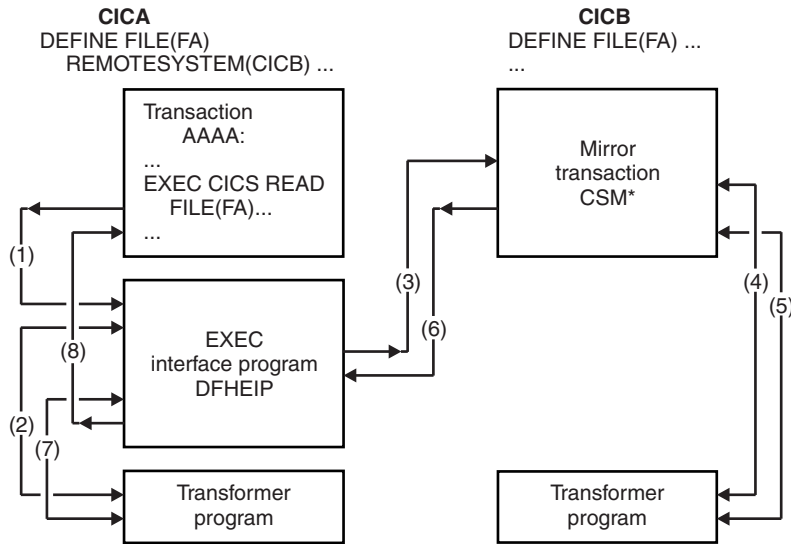 CICA
DEFINE FILE(FA)
REMOTESYSTEM(CICB) ...
CICB
DEFINE FILE(FA) ...
...
Transaction
AAAA:
...
EXEC CICS READ
FILE(FA)...
...
Mirror
transaction
CSM*
(1)
(3)
(4)
(5)
(6)
EXEC
interface program
DFHEIP
(8)
(2)
(7)
Transformer
program
Transformer
program